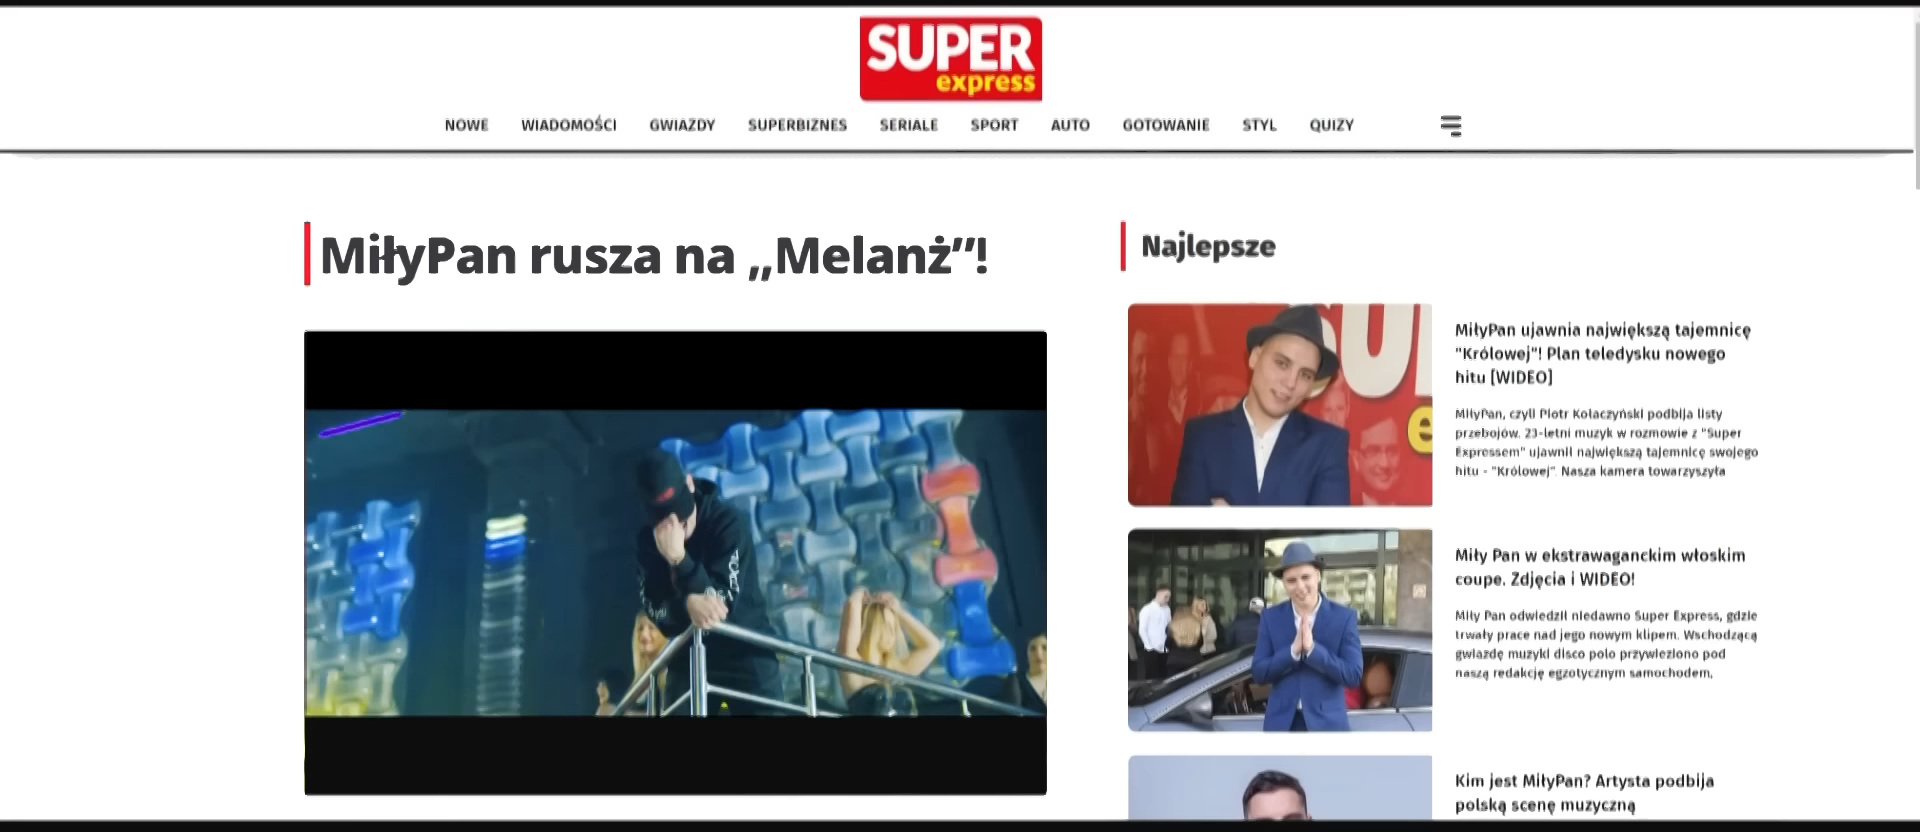 SUPER
express
NOWE WIADOMOŚCI GWIAZDY SUPERBIZNES SERIALE SPORT AUTO GOTOWANIE STYL QUIZY
MiłyPan rusza na „Melanż”!
Najlepsze
MiłyPan ujawnia największą tajemnicę
"Królowej"! Plan teledysku nowego
hitu [WIDEO]
MiłyPan, czyli Piotr Kołaczyński podbija listy
przebojów. 23-letni muzyk w rozmowie z "Super
Expressem" ujawnił największą tajemnicę swojego
hitu - "Królowej". Nasza kamera towarzyszyła
Miły Pan w ekstrawaganckim włoskim
coupe. Zdjęcia i WIDEO!
Miły Pan odwiedził niedawno Super Express, gdzie
trwały prace nad jego nowym klipem. Wschodzącą
gwiazdę muzyki disco polo przywieziono pod
naszą redakcję egzotycznym samochodem,
Kim jest MiłyPan? Artysta podbija
polską scenę muzyczną